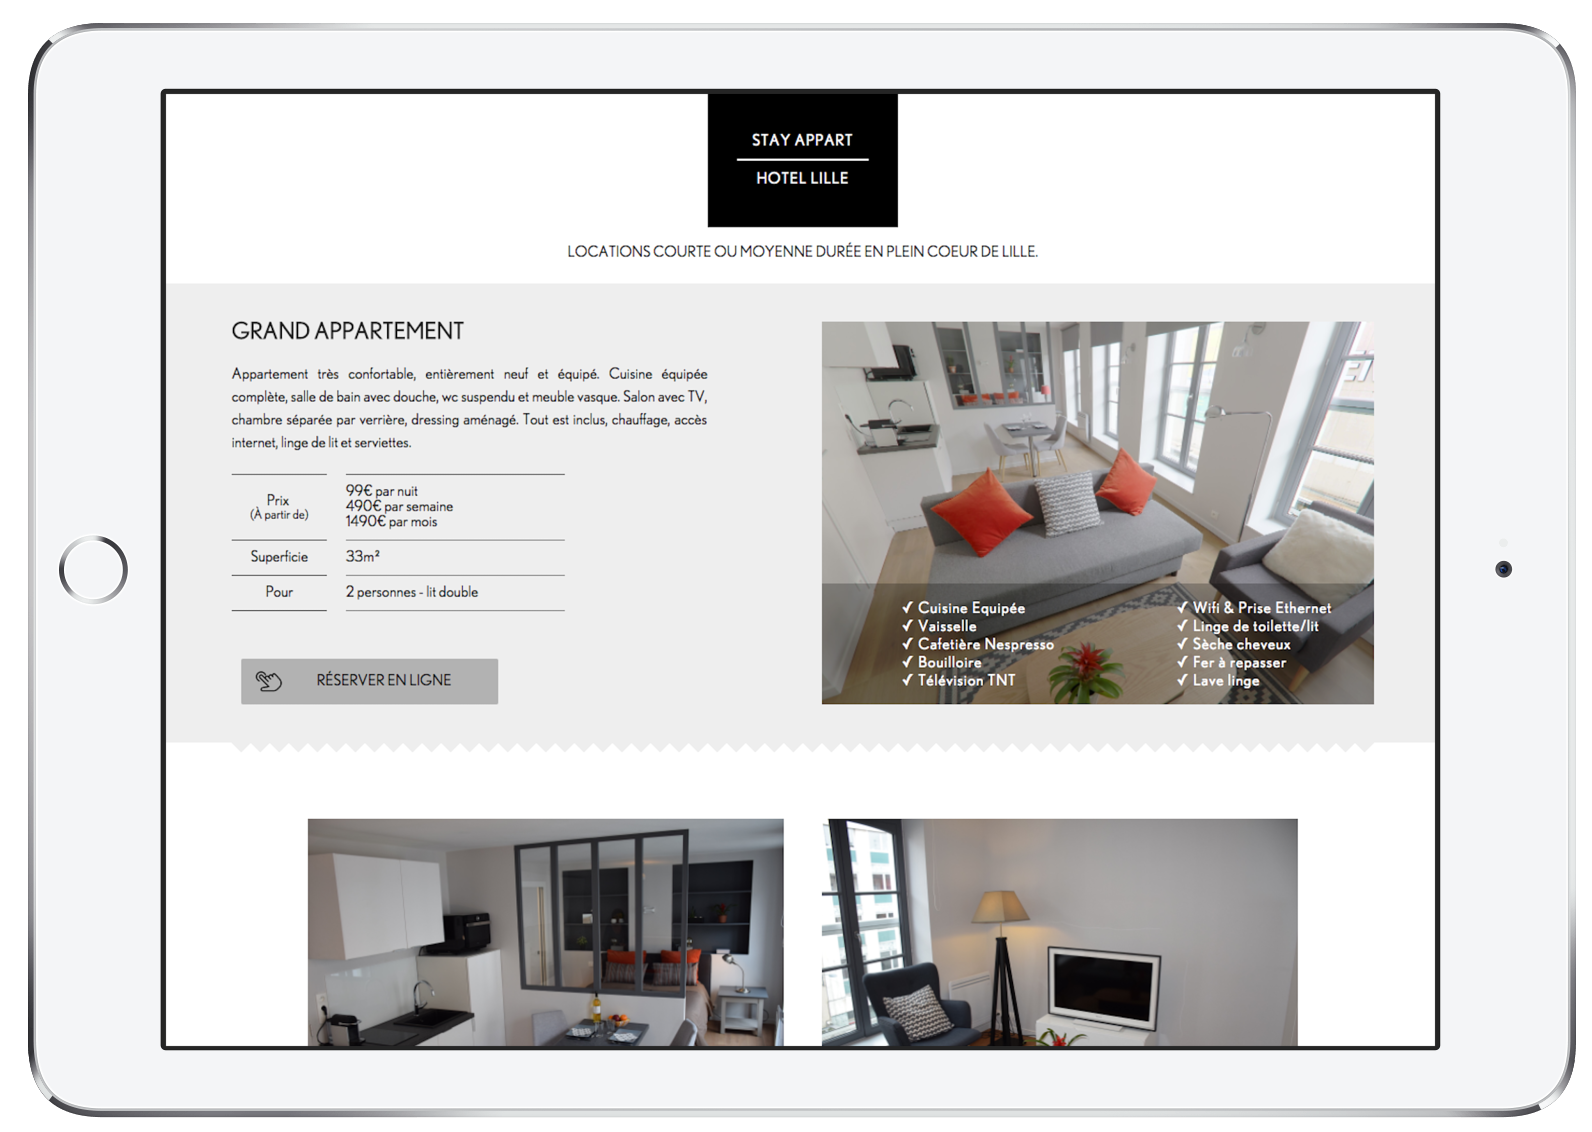 STAY APPART
HOTEL LILLE
LOCATIONS COURTE OU MOYENNE DURÉE EN PLEIN COEUR DE LILLE.
GRAND APPARTEMENT
Appartement très confortable, entièrement neuf et équipé. Cuisine équipée
complète, salle de bain avec douche, wc suspendu et meuble vasque. Salon avec TV,
chambre séparée par verrière, dressing aménagé. Tout est inclus, chauffage, accès
internet, linge de lit et serviettes.
Prix
(À partir de)
99€ par nuit
490€ par semaine
1490€ par mois
Superficie
33m²
Pour
2 personnes - lit double
RÉSERVER EN LIGNE
✓ Cuisine Equipée
✓ Vaisselle
✓ Cafetière Nespresso
✓ Bouilloire
✓ Télévision TNT
✓ Wifi & Prise Ethernet
✓ Linge de toilette/lit
✓ Sèche cheveux
✓ Fer à repasser
✓ Lave linge